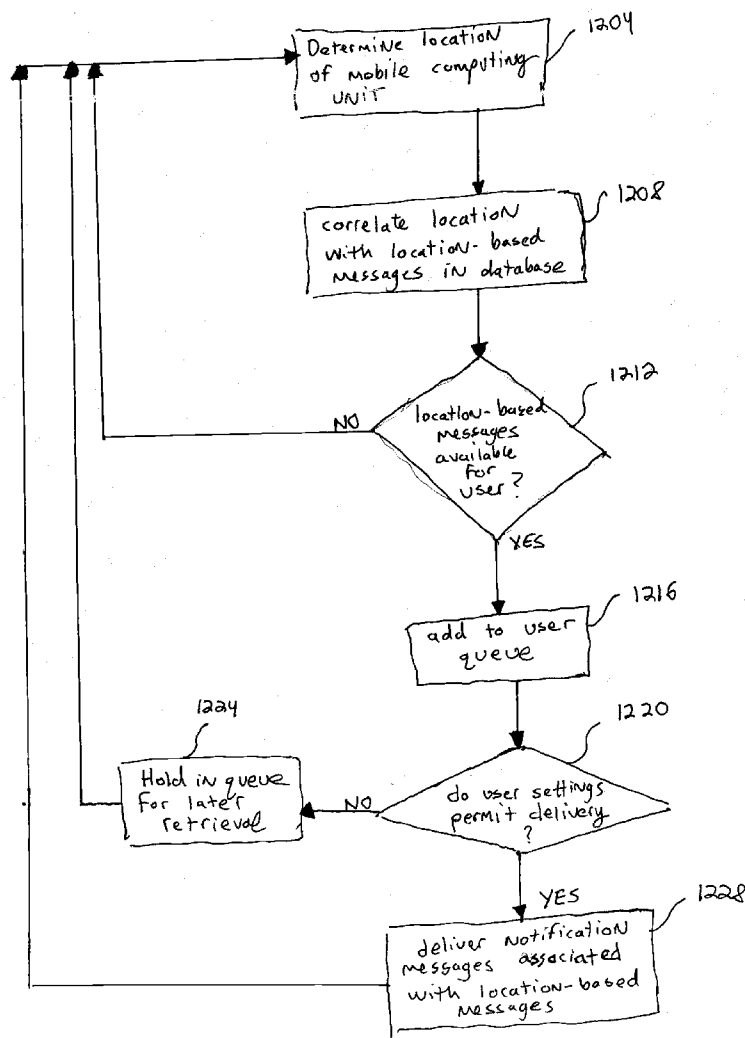 Determine location
of mobile computing
UNIT
1204
correlate location
with location-based
messages in database
1208
location-based
messages
available
for
user?
1212
NO
YES
add to user
queue
1216
1224
Hold in queue
for later
retrieval
NO
do user settings
permit delivery
?
1220
YES
deliver notification
messages associated
with location-based
messages
1228